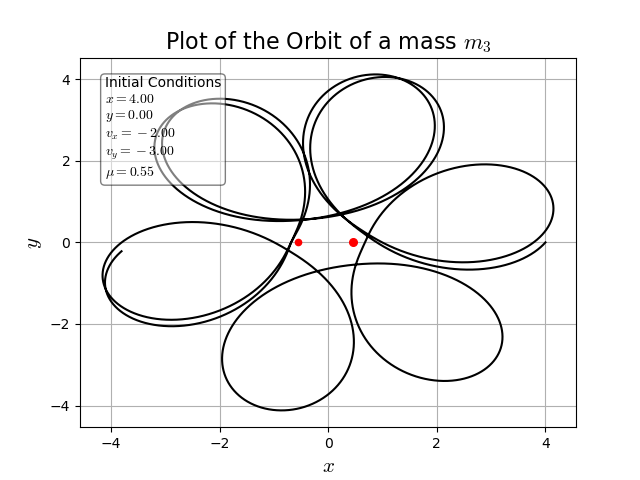 Plot of the Orbit of a mass m₃
Initial Conditions
x = 4.00
y = 0.00
vₓ = −2.00
v_y = −3.00
μ = 0.55
4
2
0
−2
−4
y
−4
−2
0
2
4
x